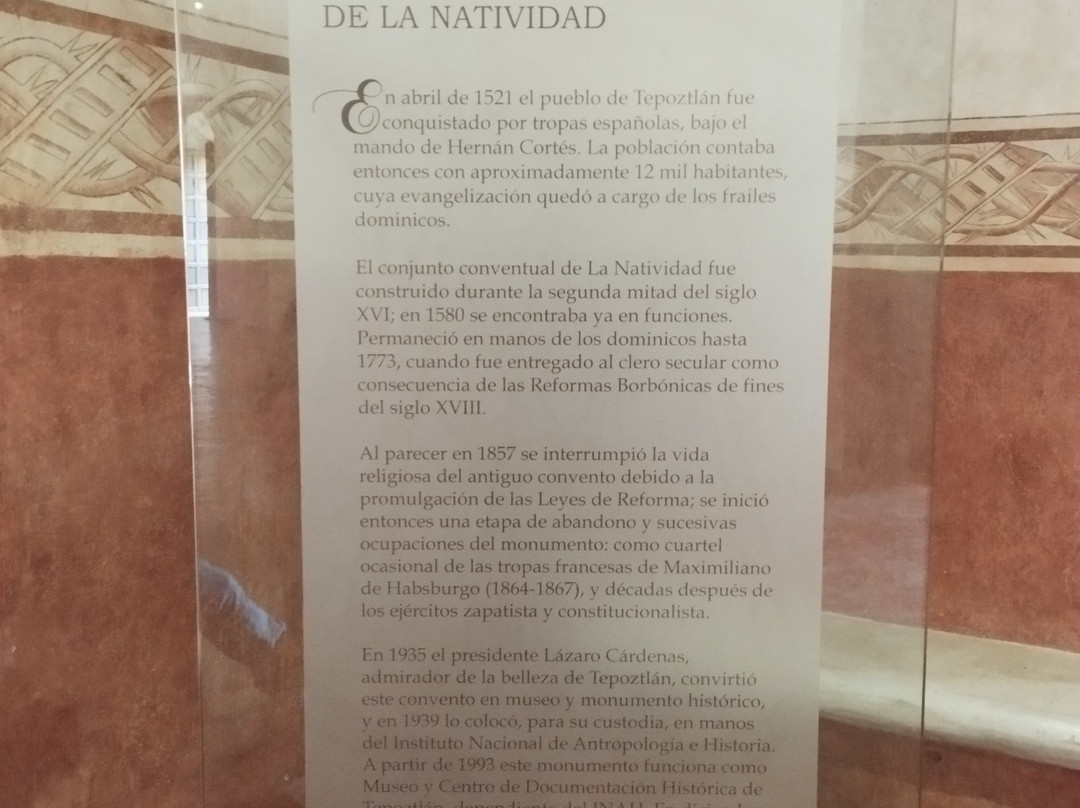 DE LA NATIVIDAD
En abril de 1521 el pueblo de Tepoztlán fue
conquistado por tropas españolas, bajo el
mando de Hernán Cortés. La población contaba
entonces con aproximadamente 12 mil habitantes,
cuya evangelización quedó a cargo de los frailes
dominicos.
El conjunto conventual de La Natividad fue
construido durante la segunda mitad del siglo
XVI; en 1580 se encontraba ya en funciones.
Permaneció en manos de los dominicos hasta
1773, cuando fue entregado al clero secular como
consecuencia de las Reformas Borbónicas de fines
del siglo XVIII.
Al parecer en 1857 se interrumpió la vida
religiosa del antiguo convento debido a la
promulgación de las Leyes de Reforma; se inició
entonces una etapa de abandono y sucesivas
ocupaciones del monumento: como cuartel
ocasional de las tropas francesas de Maximiliano
de Habsburgo (1864-1867), y décadas después de
los ejércitos zapatista y constitucionalista.
En 1935 el presidente Lázaro Cárdenas,
admirador de la belleza de Tepoztlán, convirtió
este convento en museo y monumento histórico,
y en 1939 lo colocó, para su custodia, en manos
del Instituto Nacional de Antropología e Historia.
A partir de 1993 este monumento funciona como
Museo y Centro de Documentación Histórica de
Tepoztlán, dependiente del INAH. En